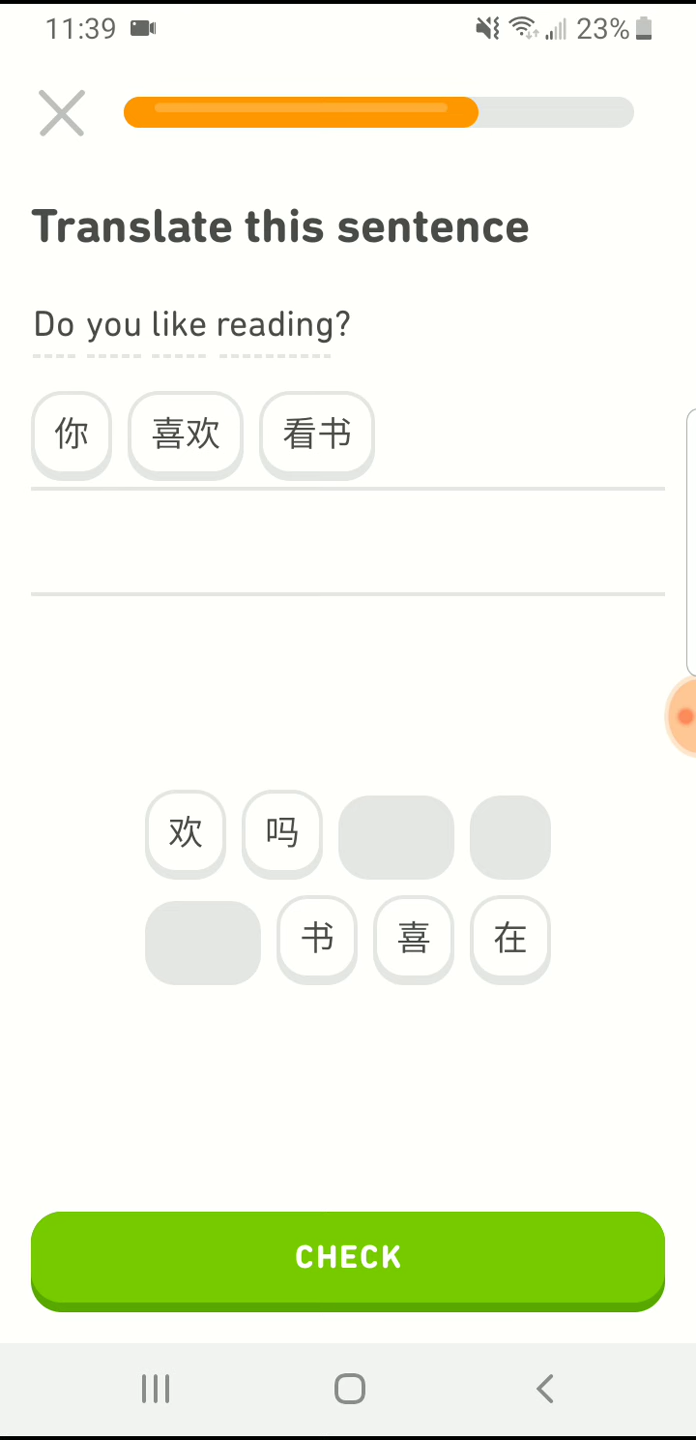 11:39 23%
Translate this sentence
Do you like reading?
你 喜欢 看书
欢 吗
书 喜 在
CHECK